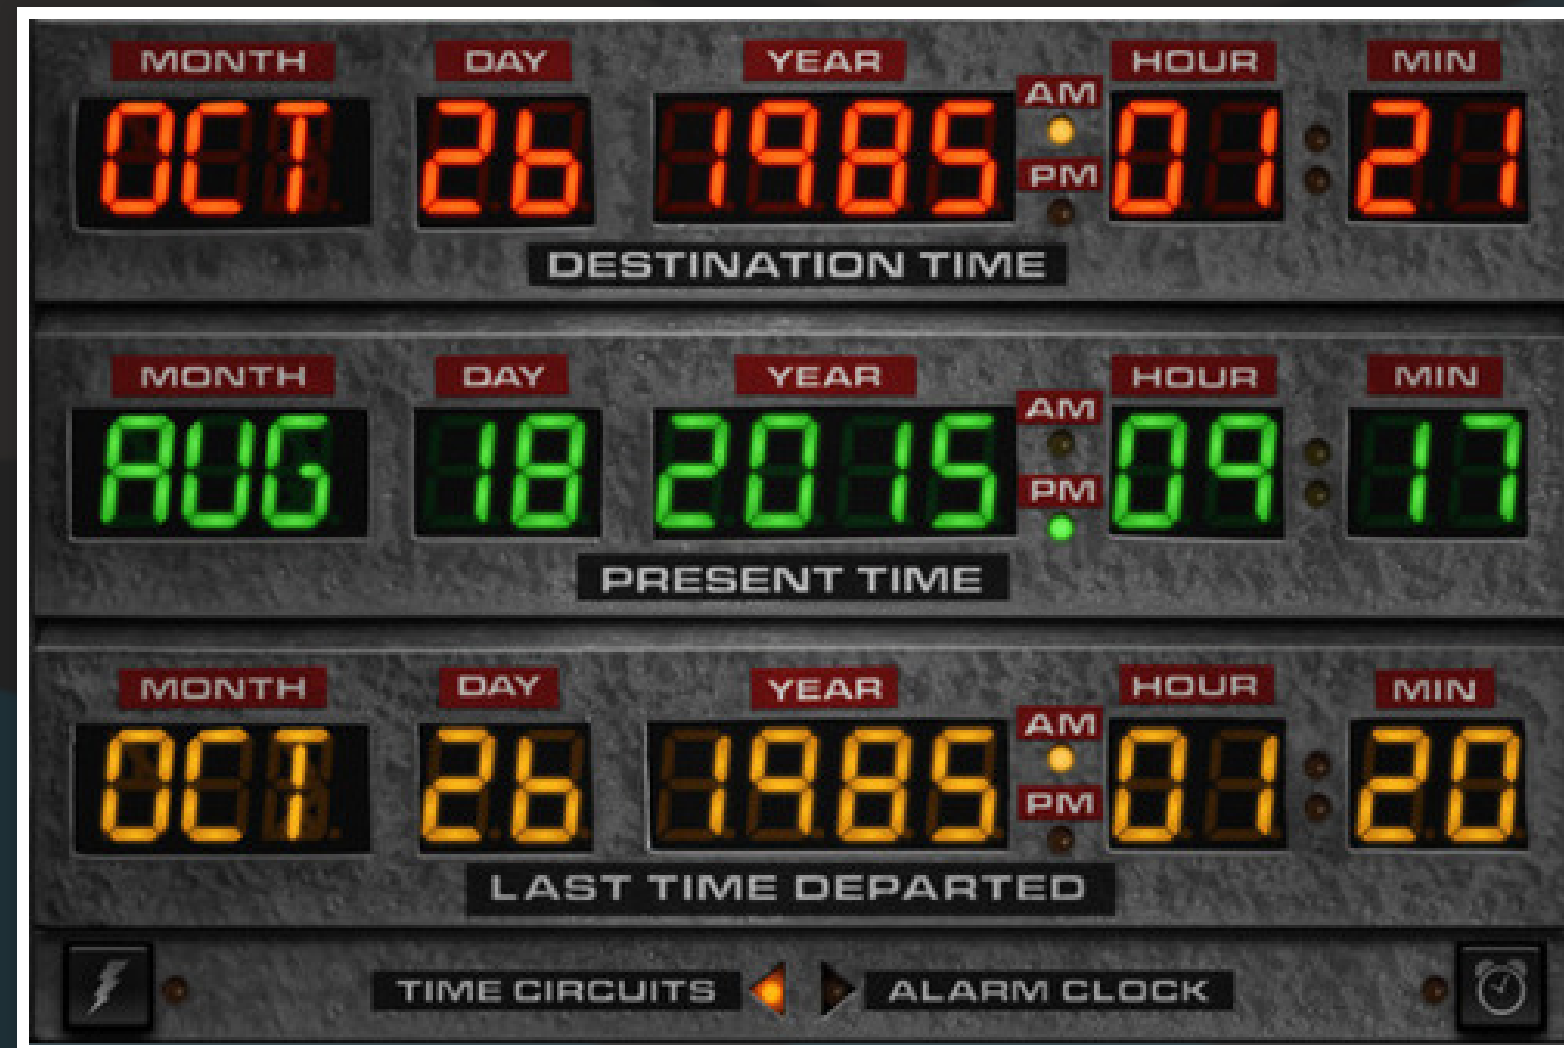 MONTH DAY YEAR HOUR MIN
AM
OCT 26 1985 01 21
PM
DESTINATION TIME
MONTH DAY YEAR HOUR MIN
AM
AUG 18 2015 09 17
PM
PRESENT TIME
MONTH DAY YEAR HOUR MIN
AM
OCT 26 1985 01 20
PM
LAST TIME DEPARTED
TIME CIRCUITS ALARM CLOCK